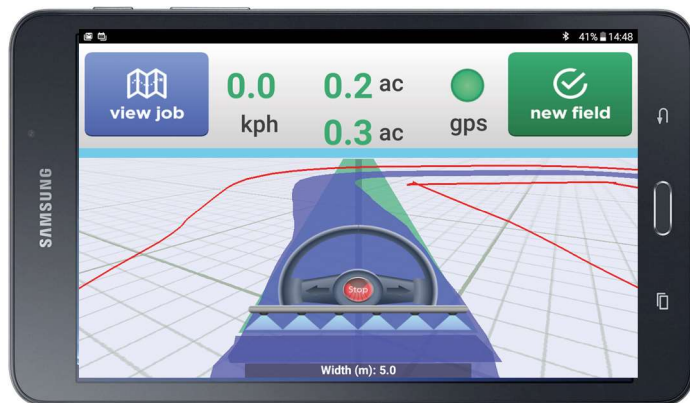 41% 14:48
view job
0.0
kph
0.2 ac
0.3 ac
gps
new field
SAMSUNG
Stop
Width (m): 5.0